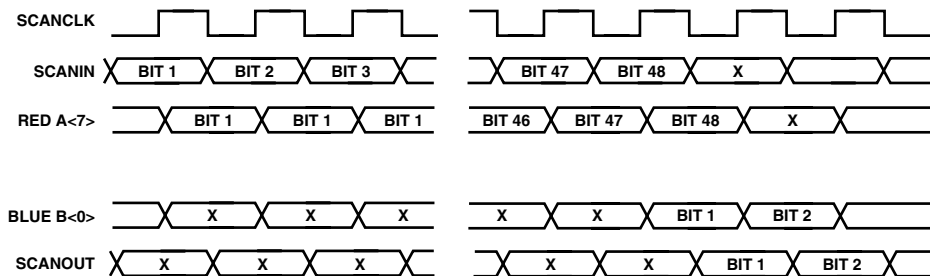 SCANCLK
SCANIN BIT 1 BIT 2 BIT 3 BIT 47 BIT 48 X
RED A<7> BIT 1 BIT 1 BIT 1 BIT 46 BIT 47 BIT 48 X
BLUE B<0> X X X X X BIT 1 BIT 2
SCANOUT X X X X X BIT 1 BIT 2